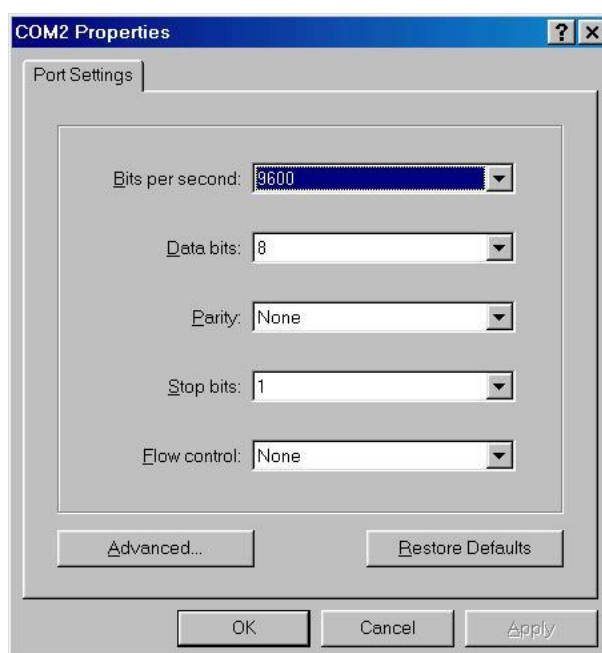 COM2 Properties
Port Settings
Bits per second: 9600
Data bits: 8
Parity: None
Stop bits: 1
Flow control: None
Advanced... Restore Defaults
OK Cancel Apply